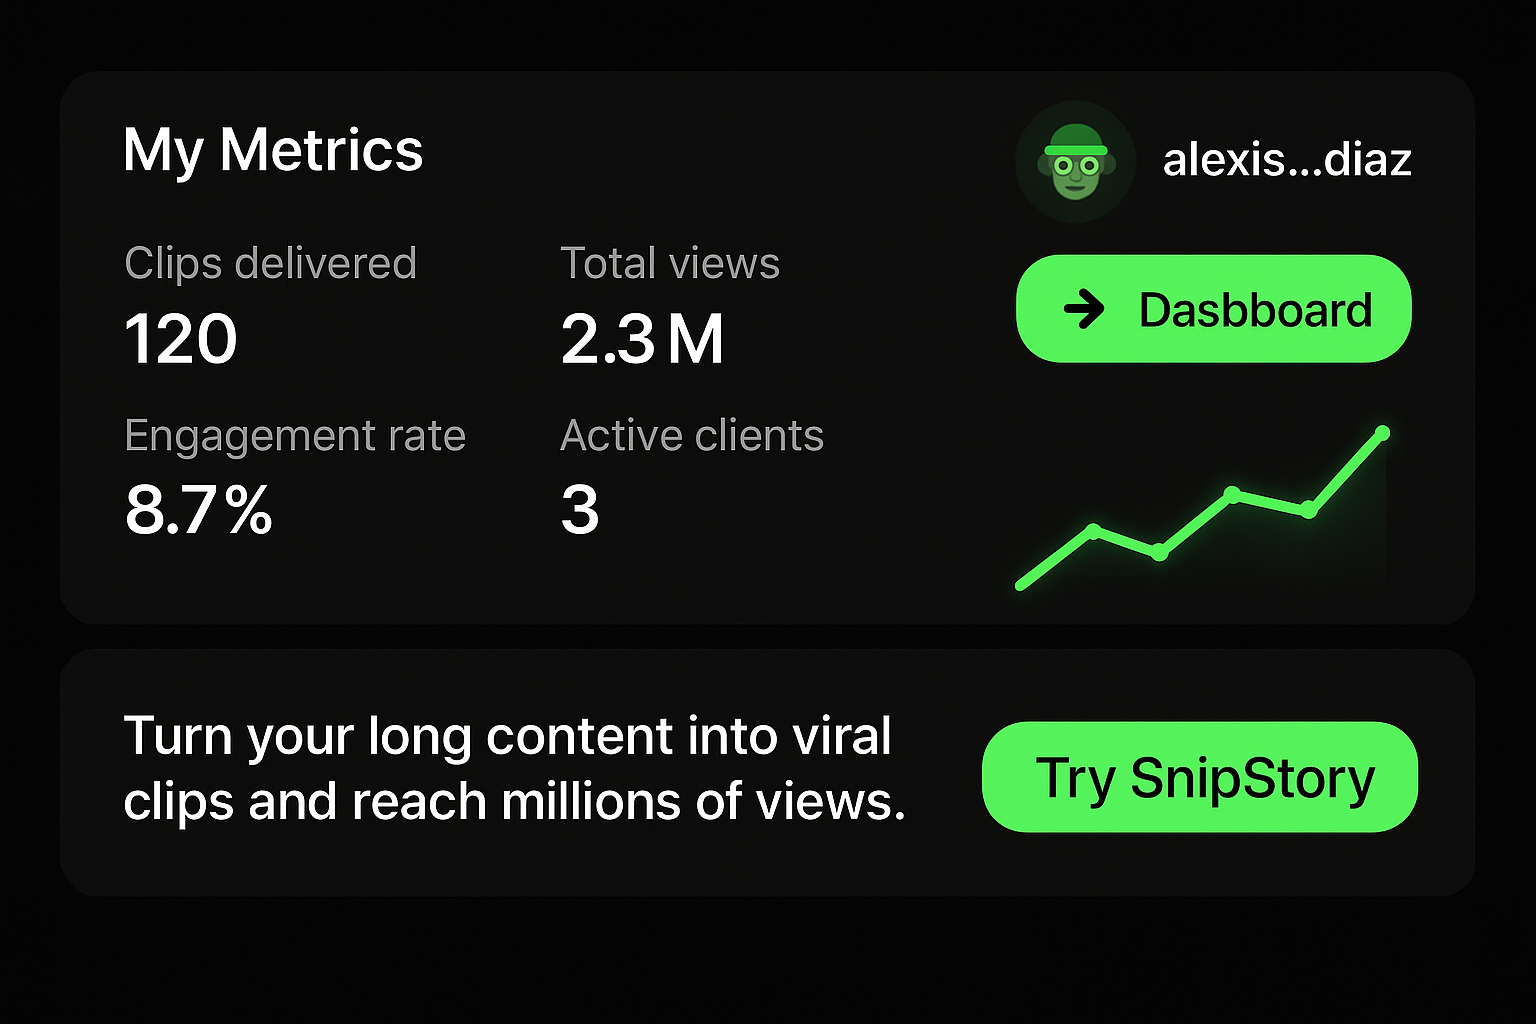 My Metrics
alexis...diaz
Clips delivered
120
Total views
2.3 M
→ Dasbboard
Engagement rate
8.7%
Active clients
3
Turn your long content into viral
clips and reach millions of views.
Try SnipStory